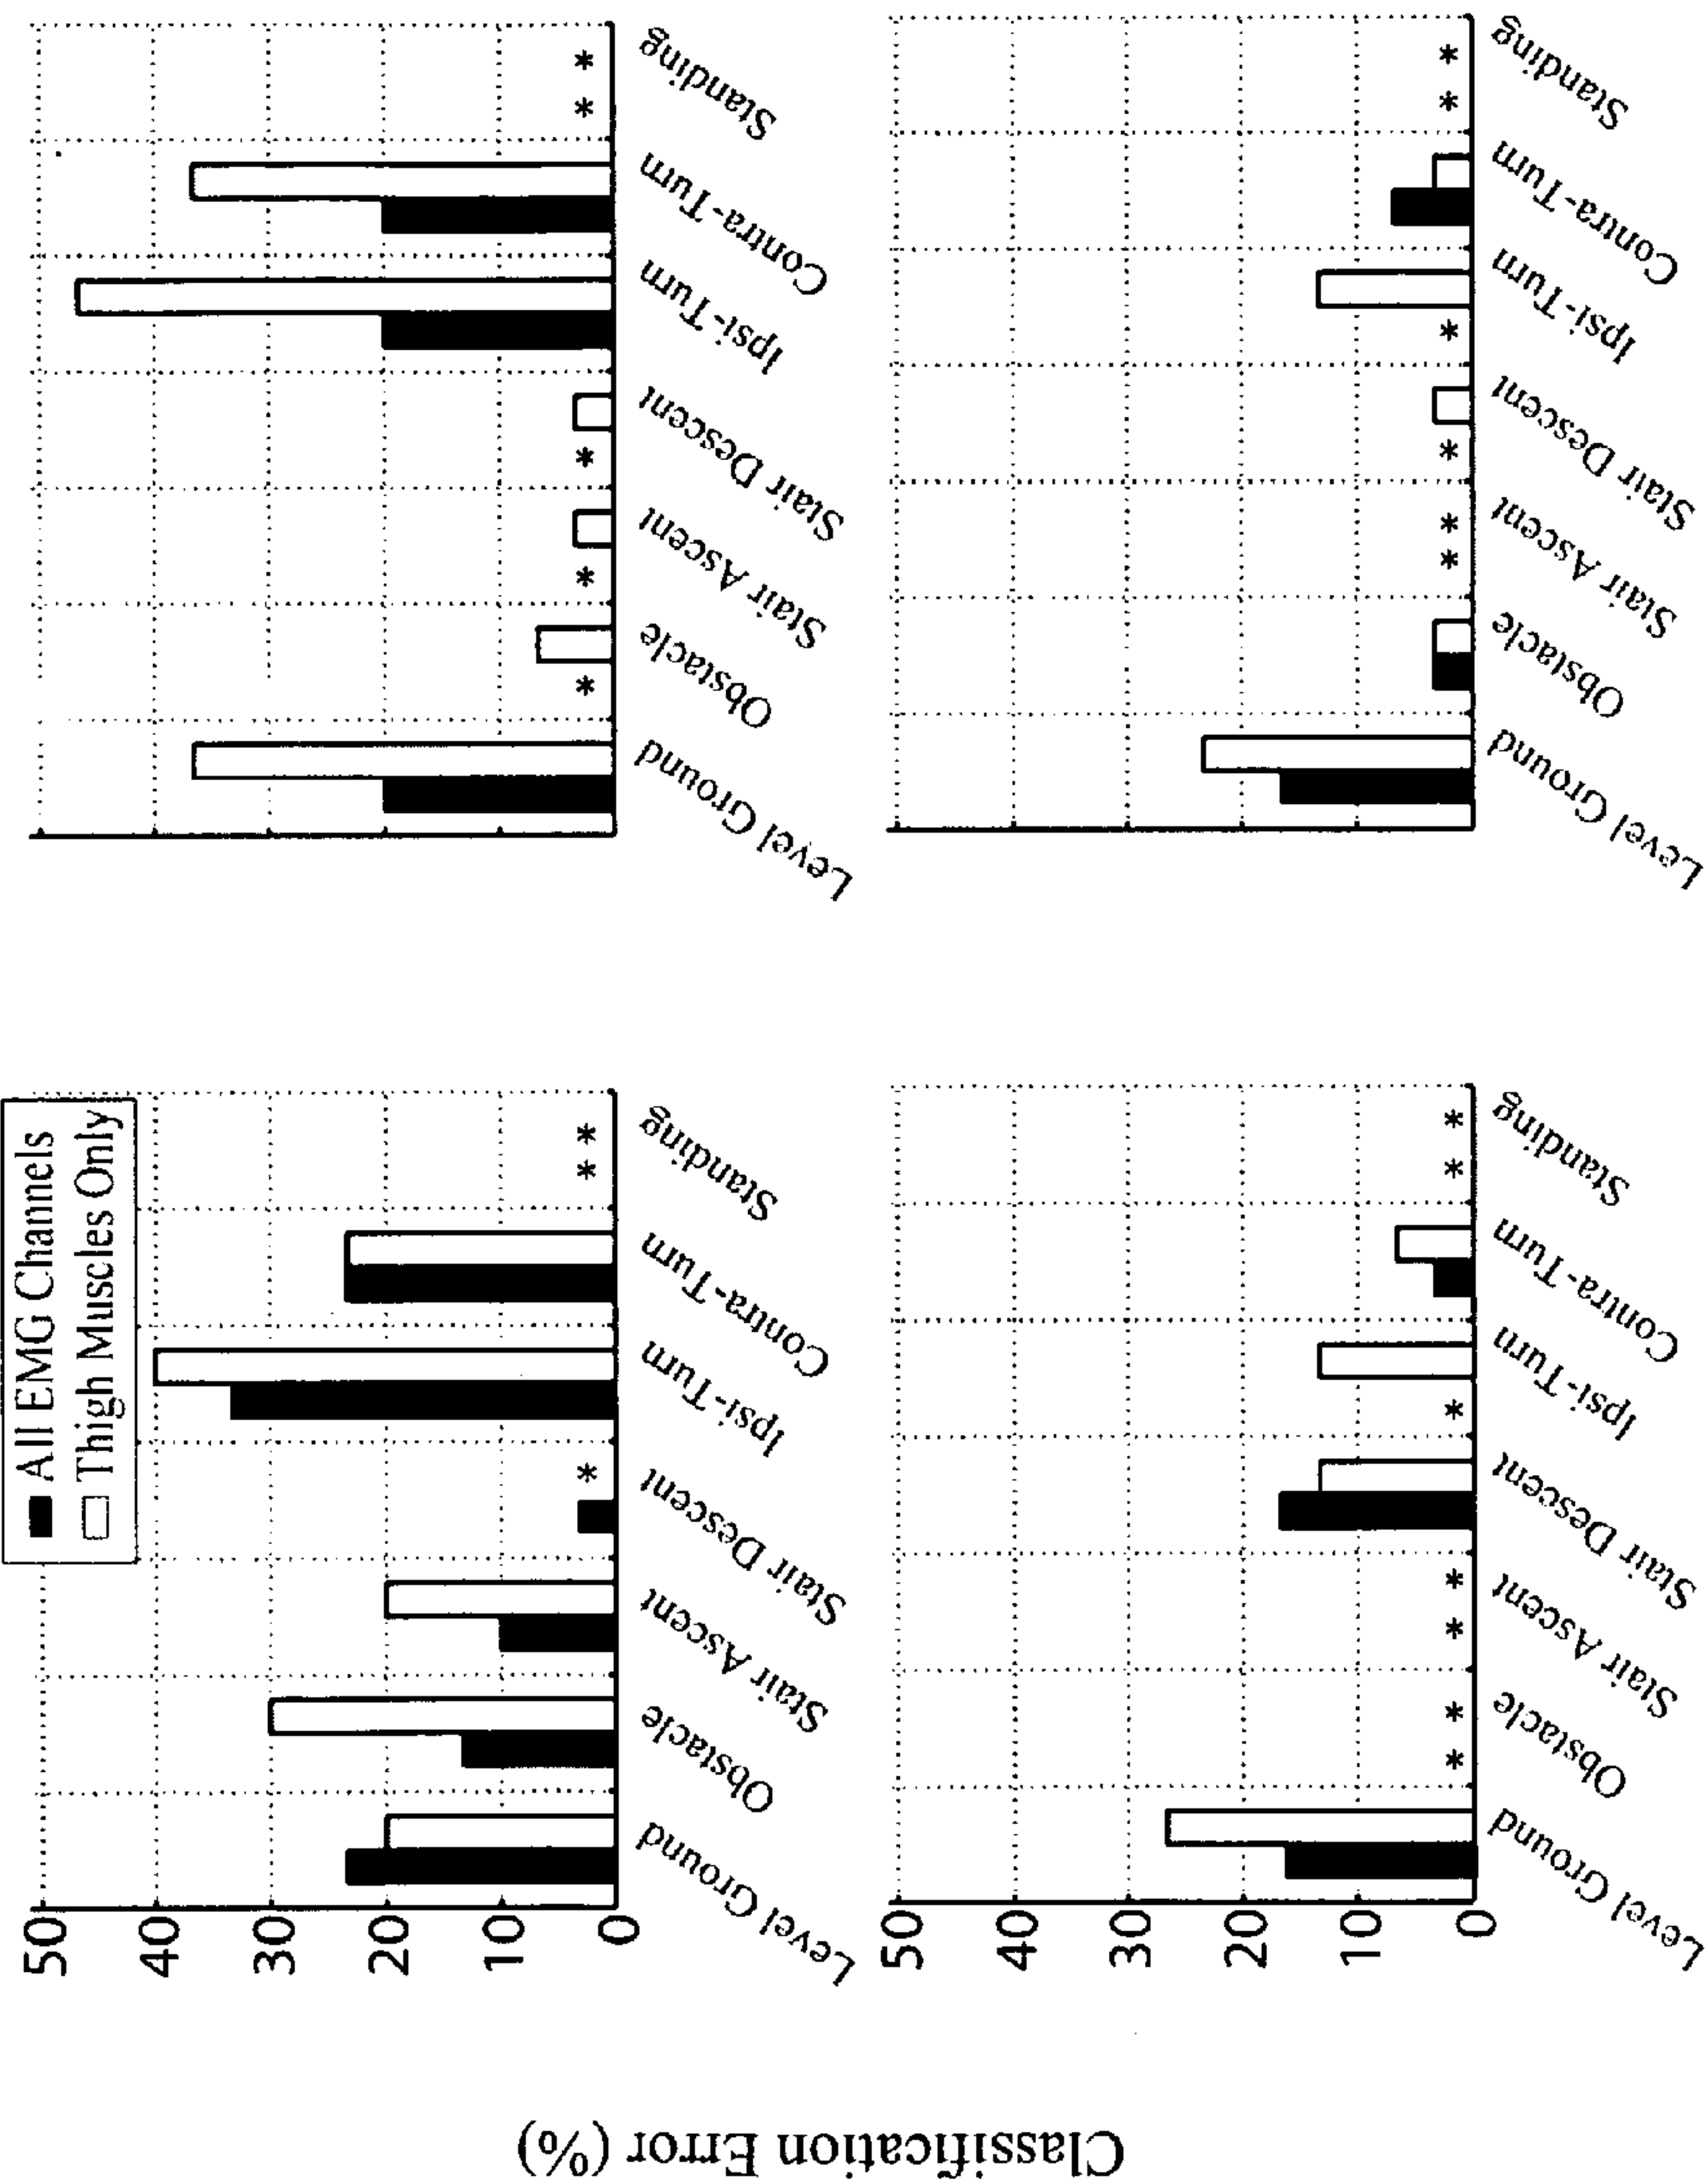 All EMG Channels
Thigh Muscles Only
Classification Error (%)
50
40
30
20
10
0
Level Ground
Obstacle
Stair Ascent
Stair Descent
Ipsi-Turn
Contra-Turn
Standing
* * *
Level Ground
Obstacle
Stair Ascent
Stair Descent
Ipsi-Turn
Contra-Turn
Standing
* * * * *
50
40
30
20
10
0
Level Ground
Obstacle
Stair Ascent
Stair Descent
Ipsi-Turn
Contra-Turn
Standing
* * * * * * *
Level Ground
Obstacle
Stair Ascent
Stair Descent
Ipsi-Turn
Contra-Turn
Standing
* * * * * *